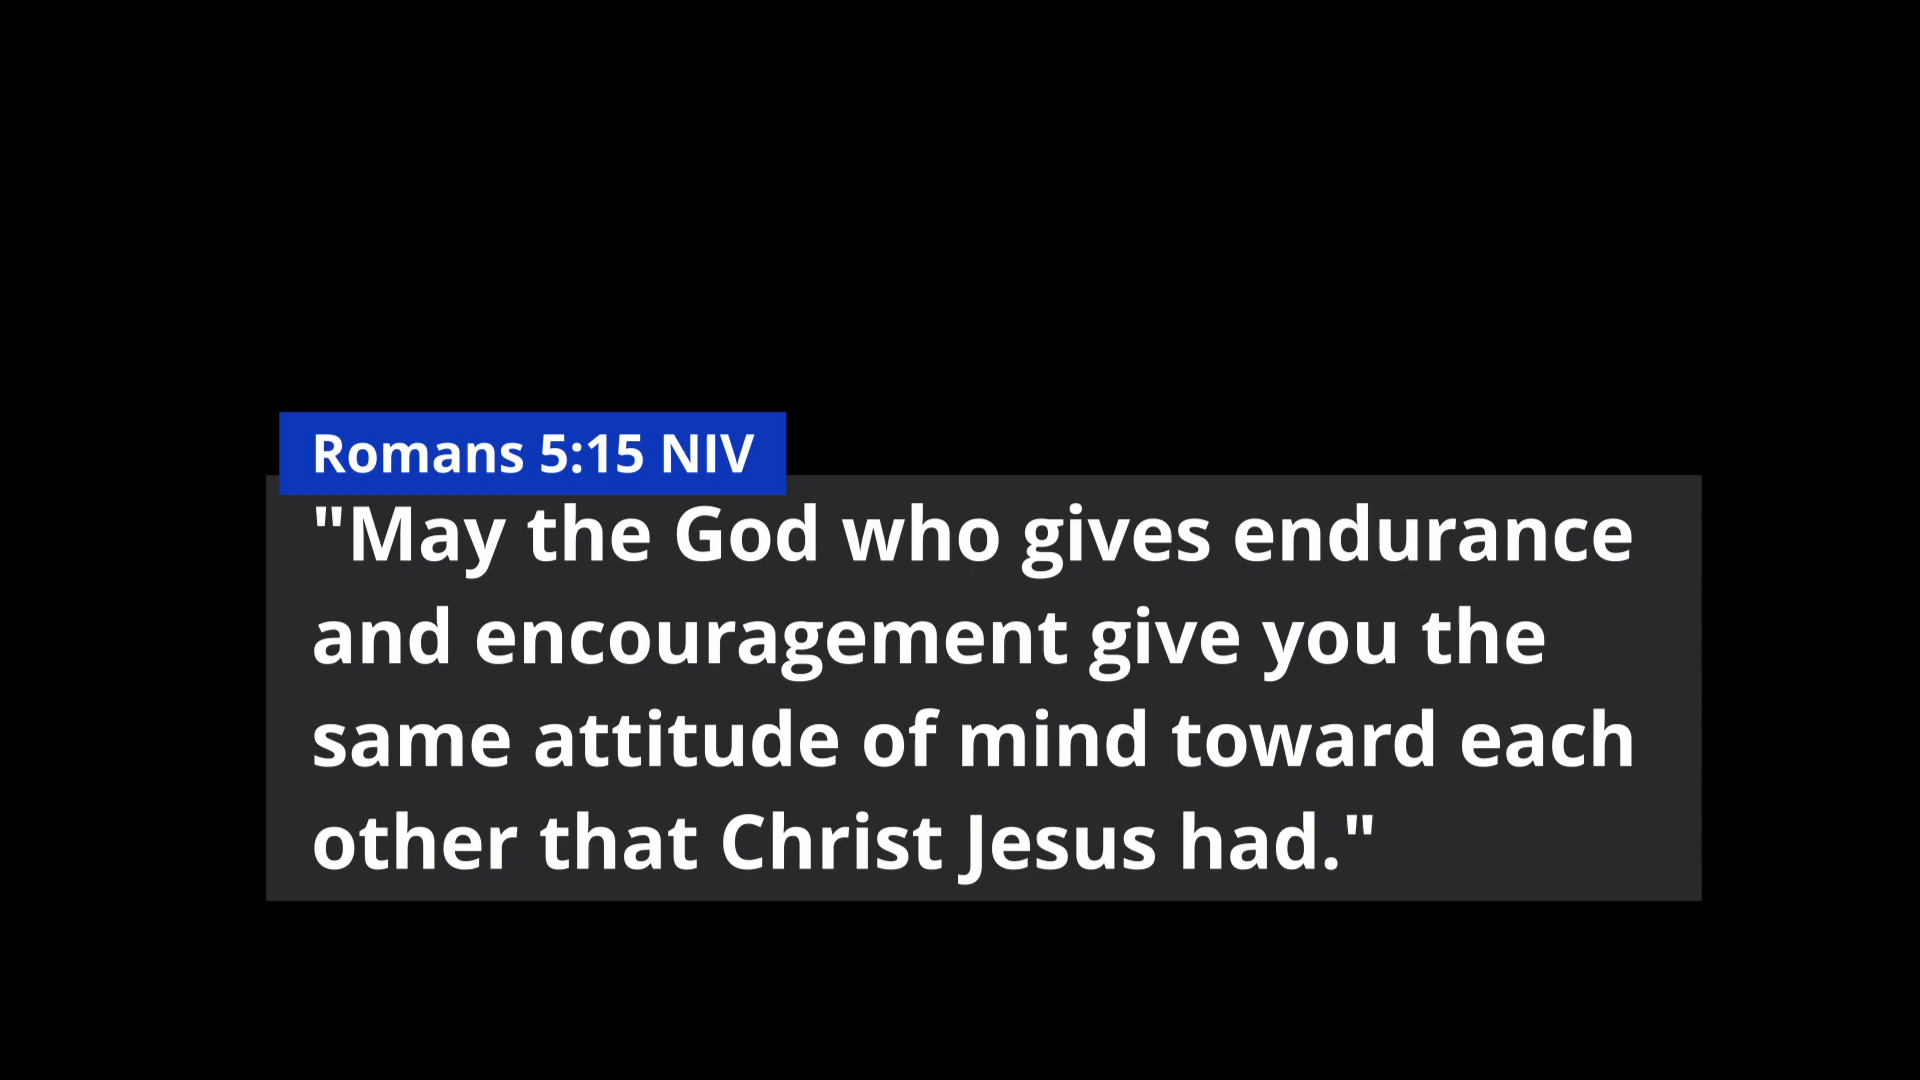 Romans 5:15 NIV
"May the God who gives endurance
and encouragement give you the
same attitude of mind toward each
other that Christ Jesus had."